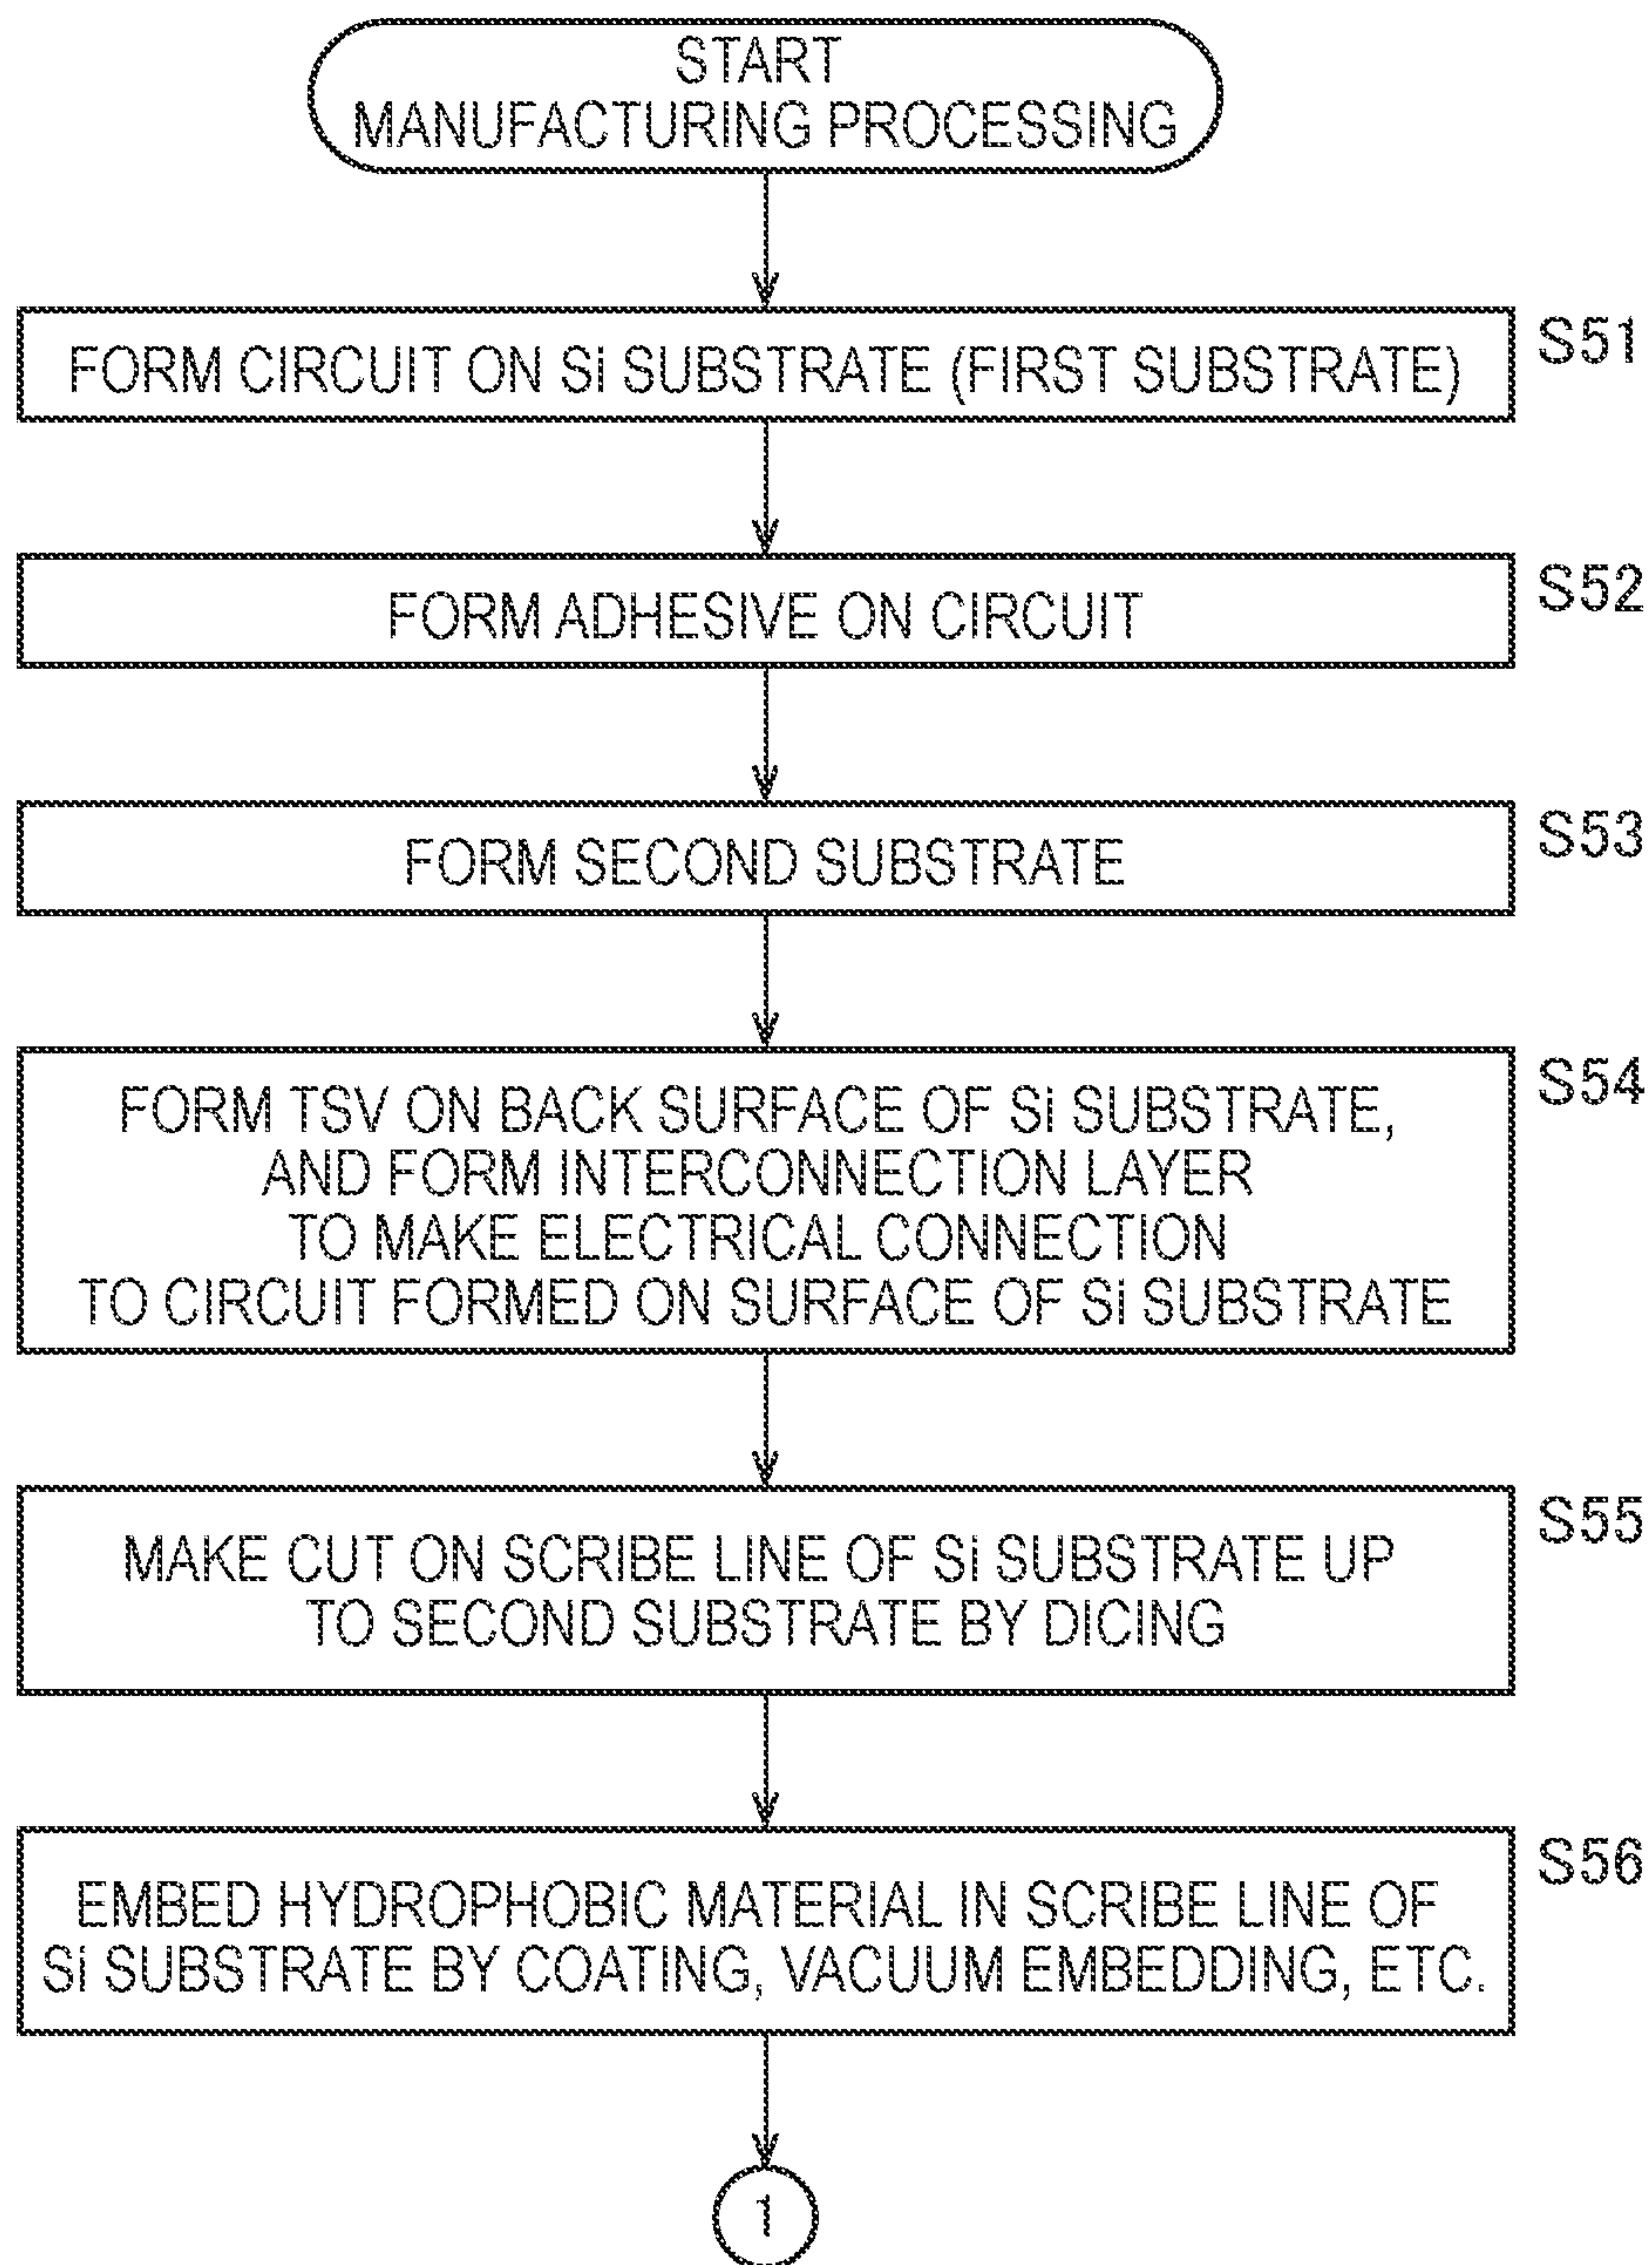 START
MANUFACTURING PROCESSING
FORM CIRCUIT ON Si SUBSTRATE (FIRST SUBSTRATE)
S51
FORM ADHESIVE ON CIRCUIT
S52
FORM SECOND SUBSTRATE
S53
FORM TSV ON BACK SURFACE OF Si SUBSTRATE,
AND FORM INTERCONNECTION LAYER
TO MAKE ELECTRICAL CONNECTION
TO CIRCUIT FORMED ON SURFACE OF Si SUBSTRATE
S54
MAKE CUT ON SCRIBE LINE OF Si SUBSTRATE UP
TO SECOND SUBSTRATE BY DICING
S55
EMBED HYDROPHOBIC MATERIAL IN SCRIBE LINE OF
Si SUBSTRATE BY COATING, VACUUM EMBEDDING, ETC.
S56
1